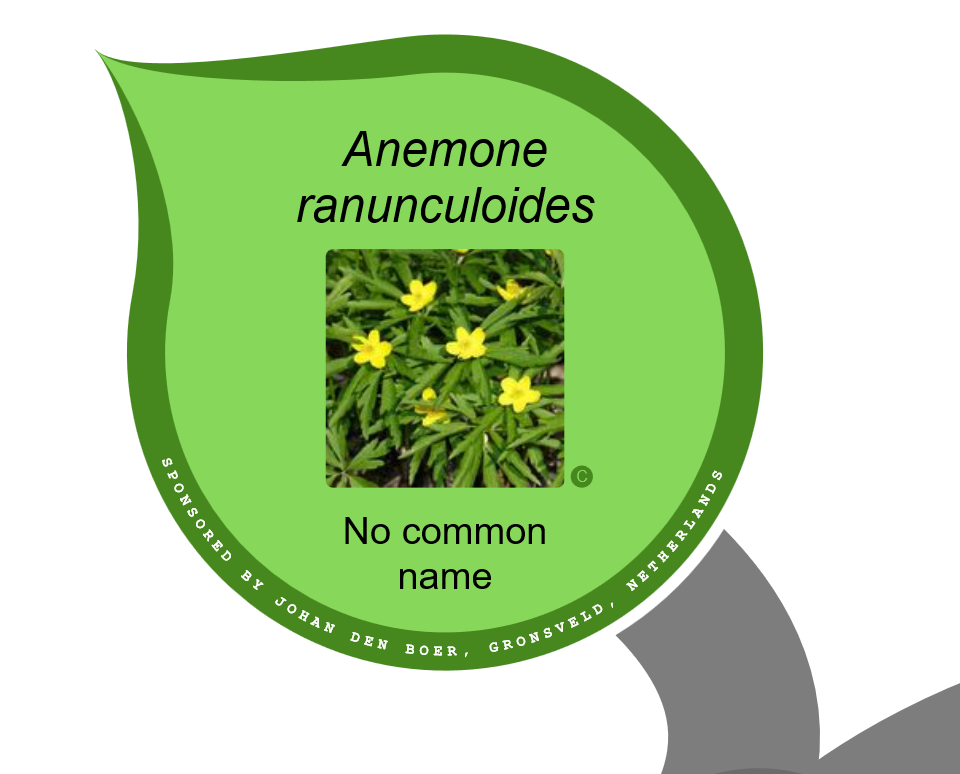 Anemone
ranunculoides
C
No common
name
SPONSORED BY JOHAN DEN BOER, GRONSVELD, NETHERLANDS